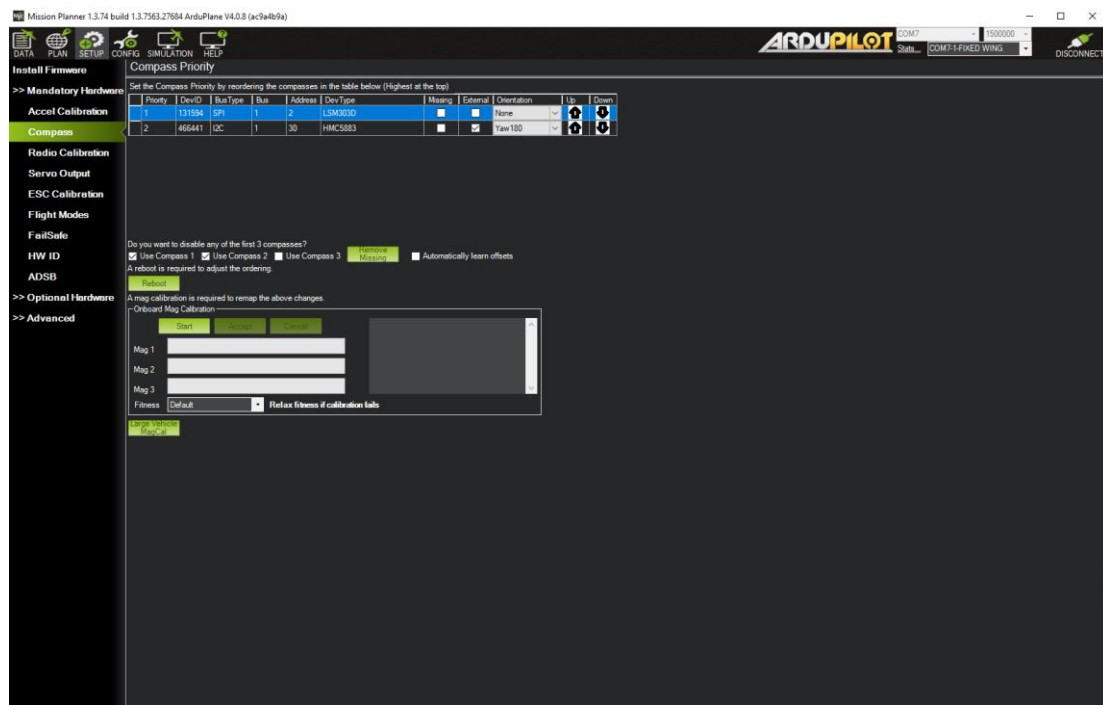 Mission Planner 1.3.74 build 1.3.7563.27684 ArduPlane V4.0.8 (ac9a4b9a)
DATA PLAN SETUP CONFIG SIMULATION HELP
ARDUPILOT
COM7 1500000
Stats... COM7-1-FIXED WING
DISCONNECT
Install Firmware
>> Mandatory Hardware
Accel Calibration
Compass
Radio Calibration
Servo Output
ESC Calibration
Flight Modes
FailSafe
HW ID
ADSB
>> Optional Hardware
>> Advanced
Compass Priority
Set the Compass Priority by reordering the compasses in the table below (Highest at the top)
Priority DevID BusType Bus Address DevType Missing External Orientation Up Down
1 131594 SPI 1 2 LSM303D None
2 466441 I2C 1 30 HMC5883 Yaw180
Do you want to disable any of the first 3 compasses?
Use Compass 1 Use Compass 2 Use Compass 3 Remove Missing Automatically learn offsets
A reboot is required to adjust the ordering.
Reboot
A mag calibration is required to remap the above changes.
Onboard Mag Calibration
Start Accept Cancel
Mag 1
Mag 2
Mag 3
Fitness Default Relax fitness if calibration fails
Large Vehicle
MagCal